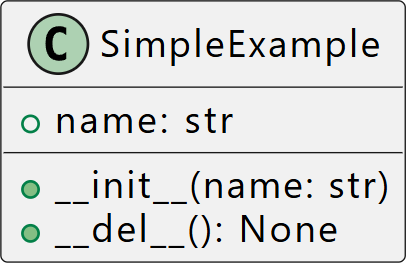 C SimpleExample
name: str
__init__(name: str)
__del__(): None